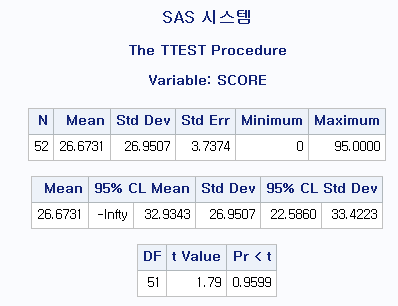 SAS 시스템
The TTEST Procedure
Variable: SCORE
N Mean Std Dev Std Err Minimum Maximum
52 26.6731 26.9507 3.7374 0 95.0000
Mean 95% CL Mean Std Dev 95% CL Std Dev
26.6731 -Infty 32.9343 26.9507 22.5860 33.4223
DF t Value Pr < t
51 1.79 0.9599